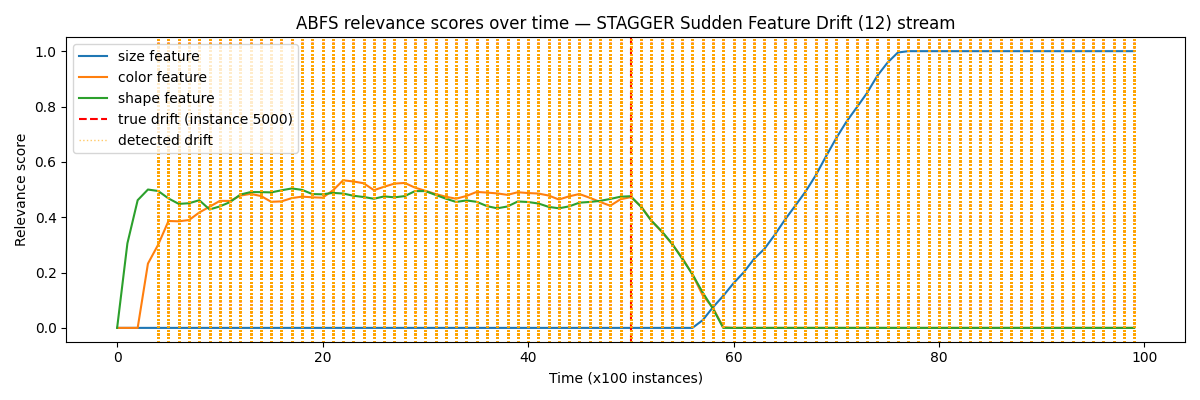 ABFS relevance scores over time — STAGGER Sudden Feature Drift (12) stream
size feature
color feature
shape feature
true drift (instance 5000)
detected drift
Relevance score
1.0
0.8
0.6
0.4
0.2
0.0
0 20 40 60 80 100
Time (x100 instances)